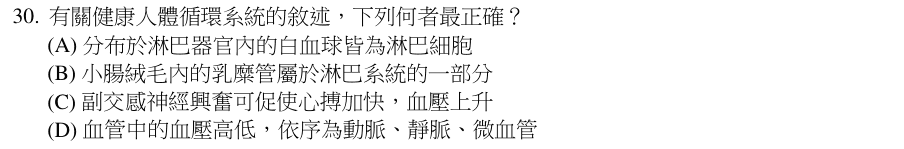 30. 有關健康人體循環系統的敘述，下列何者最正確？
(A) 分布於淋巴器官內的白血球皆為淋巴細胞
(B) 小腸絨毛內的乳糜管屬於淋巴系統的一部分
(C) 副交感神經興奮可促使心搏加快，血壓上升
(D) 血管中的血壓高低，依序為動脈、靜脈、微血管